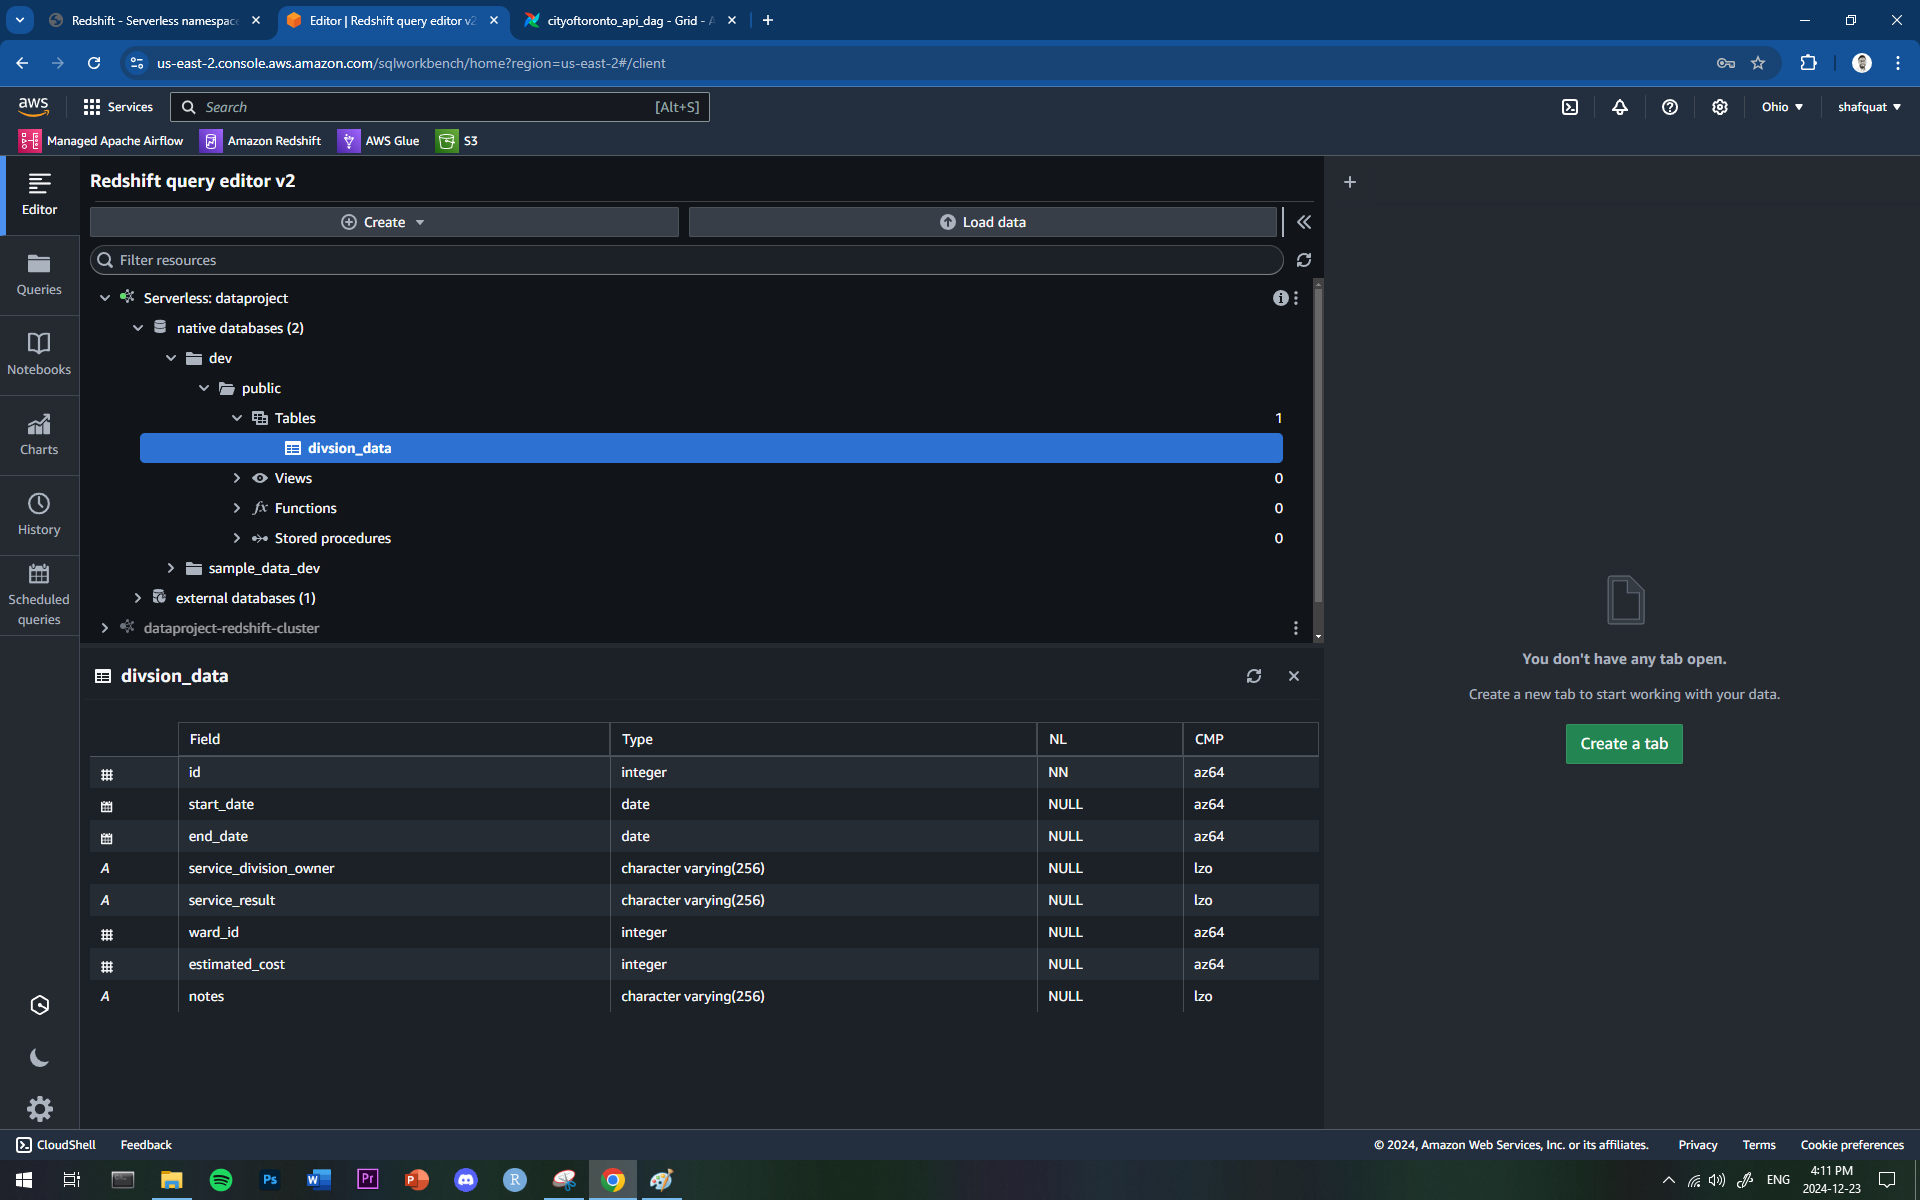 Redshift - Serverless namespace
Editor | Redshift query editor v2
cityoftoronto_api_dag - Grid - A
us-east-2.console.aws.amazon.com/sqlworkbench/home?region=us-east-2#/client
aws
Services
Search
[Alt+S]
Ohio
shafquat
Managed Apache Airflow
Amazon Redshift
AWS Glue
S3
Editor
Queries
Notebooks
Charts
History
Scheduled
queries
Redshift query editor v2
Create
Load data
Filter resources
Serverless: dataproject
native databases (2)
dev
public
Tables 1
divsion_data
Views 0
fx Functions 0
Stored procedures 0
sample_data_dev
external databases (1)
dataproject-redshift-cluster
divsion_data
Field Type NL CMP
id integer NN az64
start_date date NULL az64
end_date date NULL az64
A service_division_owner character varying(256) NULL lzo
A service_result character varying(256) NULL lzo
ward_id integer NULL az64
estimated_cost integer NULL az64
A notes character varying(256) NULL lzo
You don't have any tab open.
Create a new tab to start working with your data.
Create a tab
CloudShell
Feedback
© 2024, Amazon Web Services, Inc. or its affiliates.
Privacy
Terms
Cookie preferences
Ps
W
Pr
P
R
ENG
4:11 PM
2024-12-23